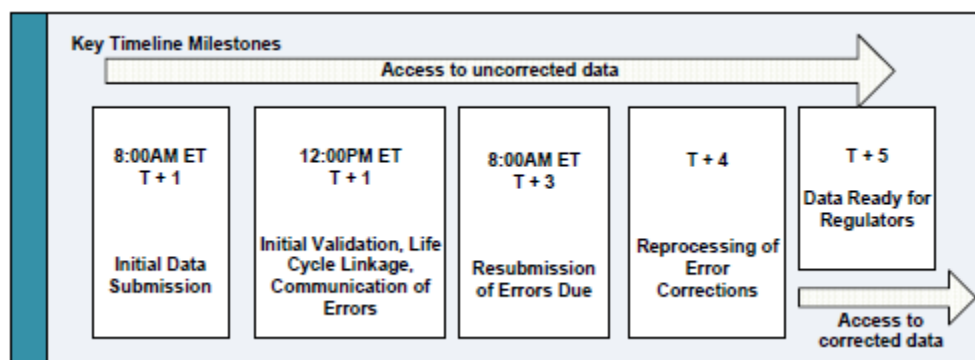 Key Timeline Milestones
Access to uncorrected data
8:00AM ET
T + 1
Initial Data
Submission
12:00PM ET
T + 1
Initial Validation, Life
Cycle Linkage,
Communication of
Errors
8:00AM ET
T + 3
Resubmission
of Errors Due
T + 4
Reprocessing of
Error
Corrections
T + 5
Data Ready for
Regulators
Access to
corrected data